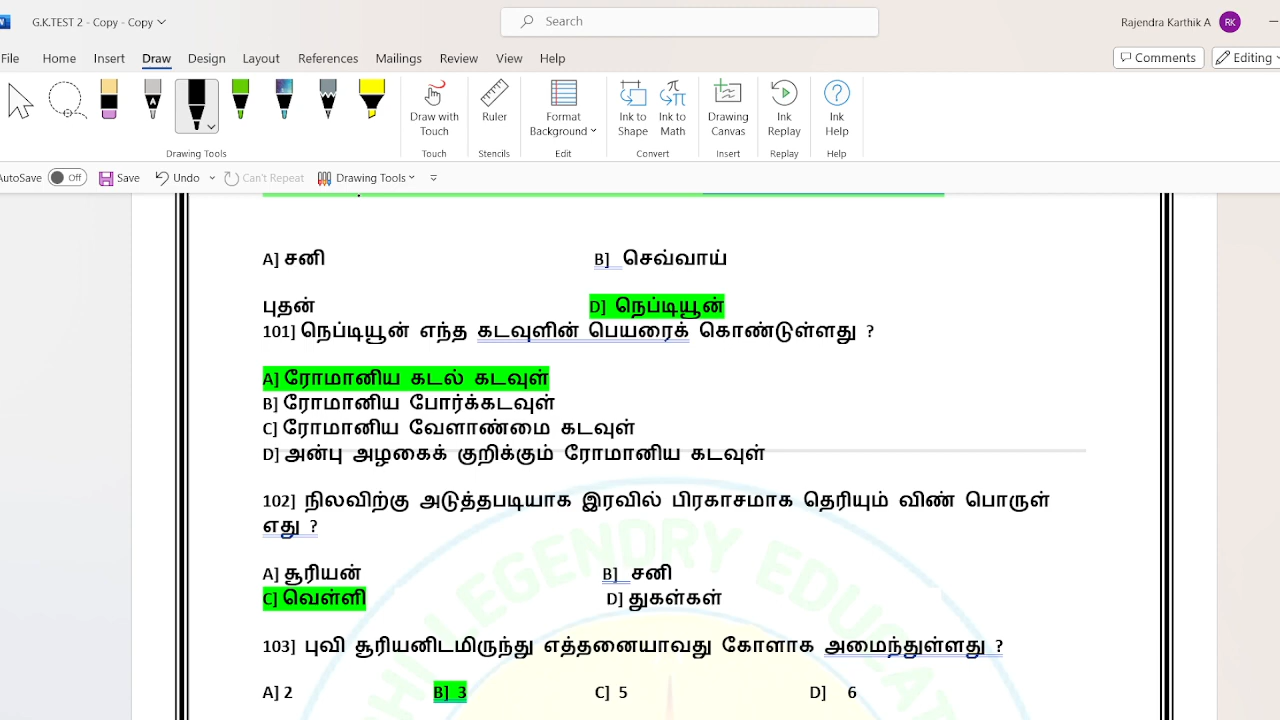 G.K.TEST 2 - Copy - Copy
Search
Rajendra Karthik A
RK
File Home Insert Draw Design Layout References Mailings Review View Help
Comments
Editing
Draw with Touch
Ruler
Format Background
Ink to Shape
Ink to Math
Drawing Canvas
Ink Replay
Ink Help
Drawing Tools Touch Stencils Edit Convert Insert Replay Help
AutoSave Off Save Undo Can't Repeat Drawing Tools
A] சனி B] செவ்வாய்
புதன் D] நெப்டியூன்
101] நெப்டியூன் எந்த கடவுளின் பெயரைக் கொண்டுள்ளது ?
A] ரோமானிய கடல் கடவுள்
B] ரோமானிய போர்க்கடவுள்
C] ரோமானிய வேளாண்மை கடவுள்
D] அன்பு அழகைக் குறிக்கும் ரோமானிய கடவுள்
102] நிலவிற்கு அடுத்தபடியாக இரவில் பிரகாசமாக தெரியும் விண் பொருள்
எது ?
A] சூரியன் B] சனி
C] வெள்ளி D] துகள்கள்
103] புவி சூரியனிடமிருந்து எத்தனையாவது கோளாக அமைந்துள்ளது ?
A] 2 B] 3 C] 5 D] 6